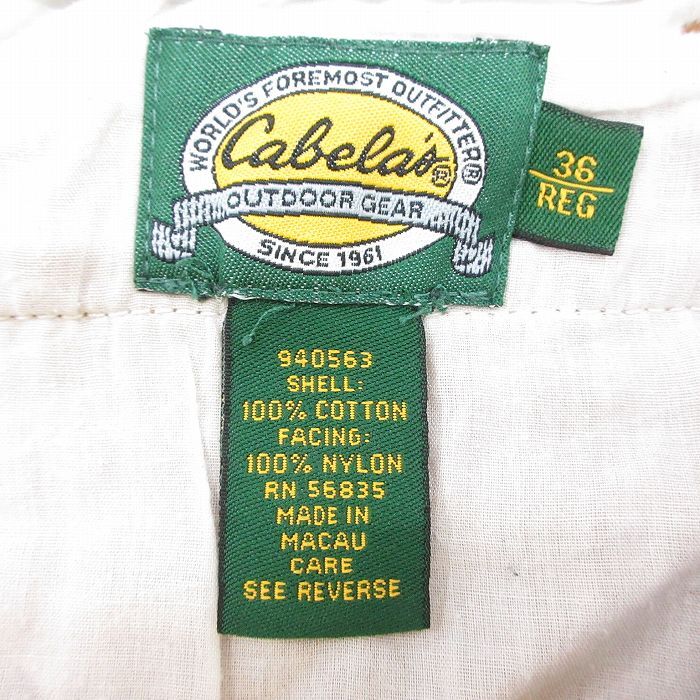 WORLD'S FOREMOST OUTFITTER®
Cabela's®
OUTDOOR GEAR
SINCE 1961
36
REG
940563
SHELL:
100% COTTON
FACING:
100% NYLON
RN 56835
MADE IN
MACAU
CARE
SEE REVERSE